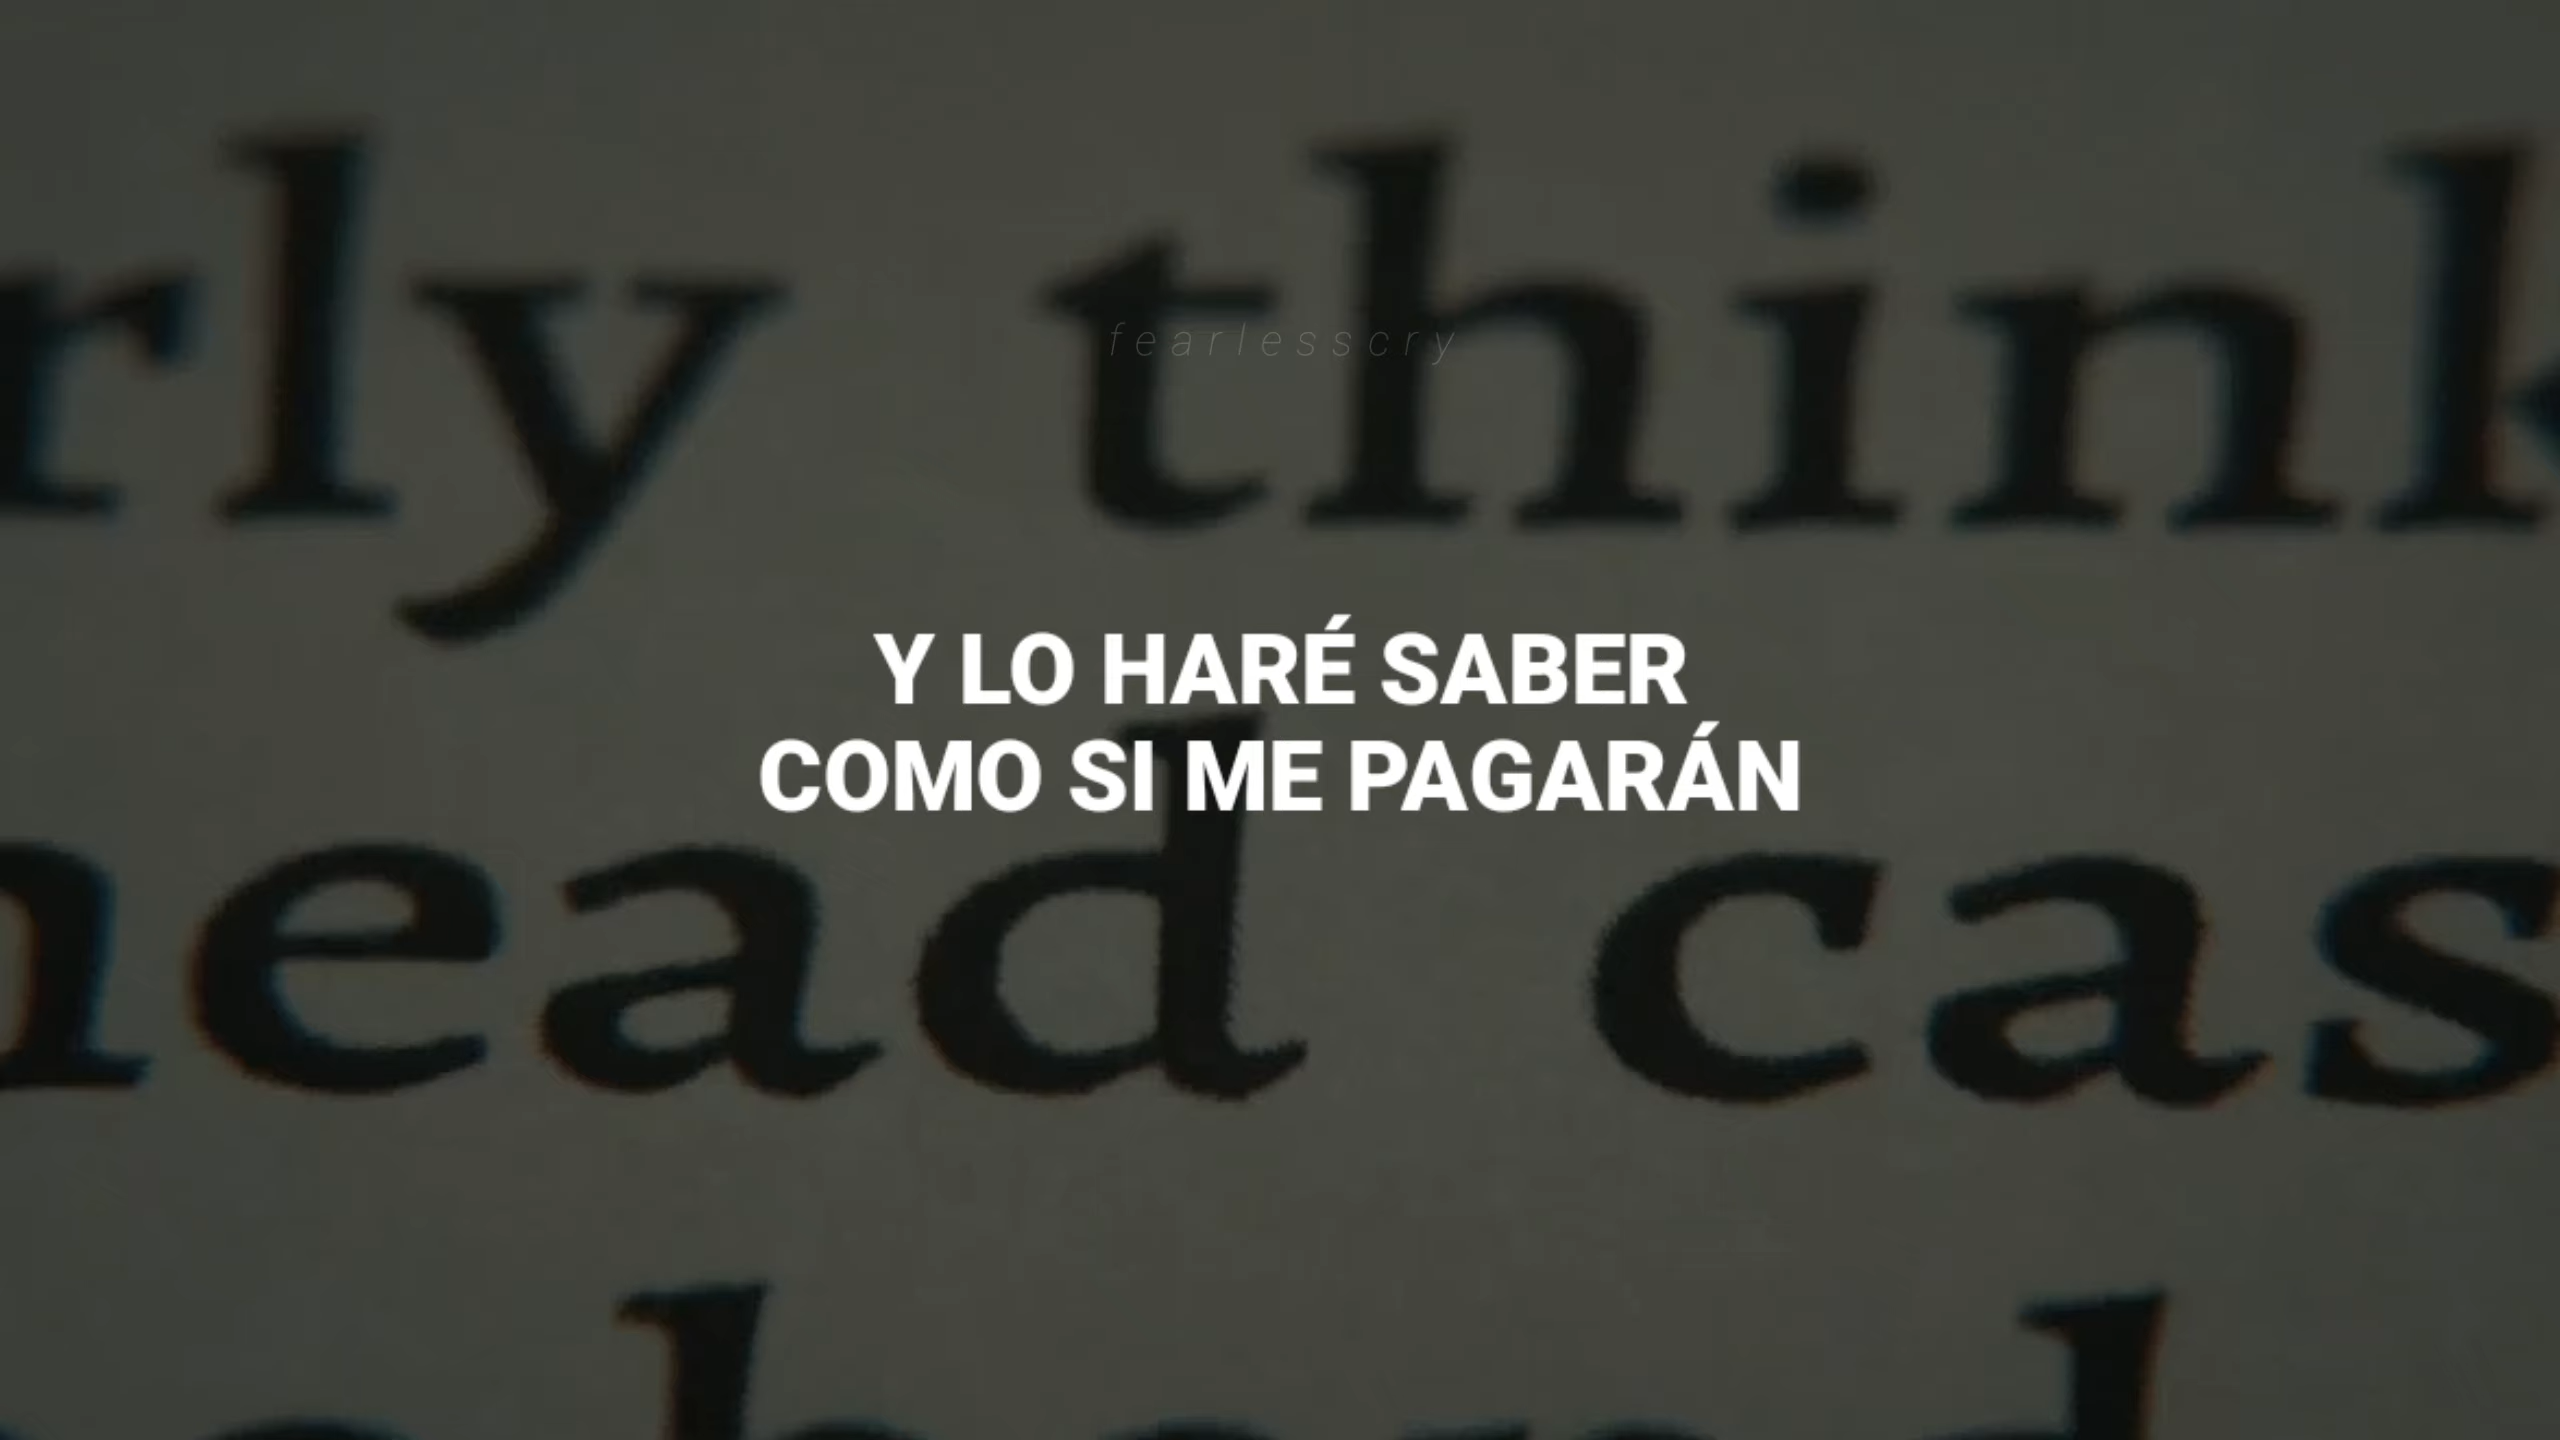 rly think
fearlesscry
Y LO HARÉ SABER
COMO SI ME PAGARÁN
ead cas